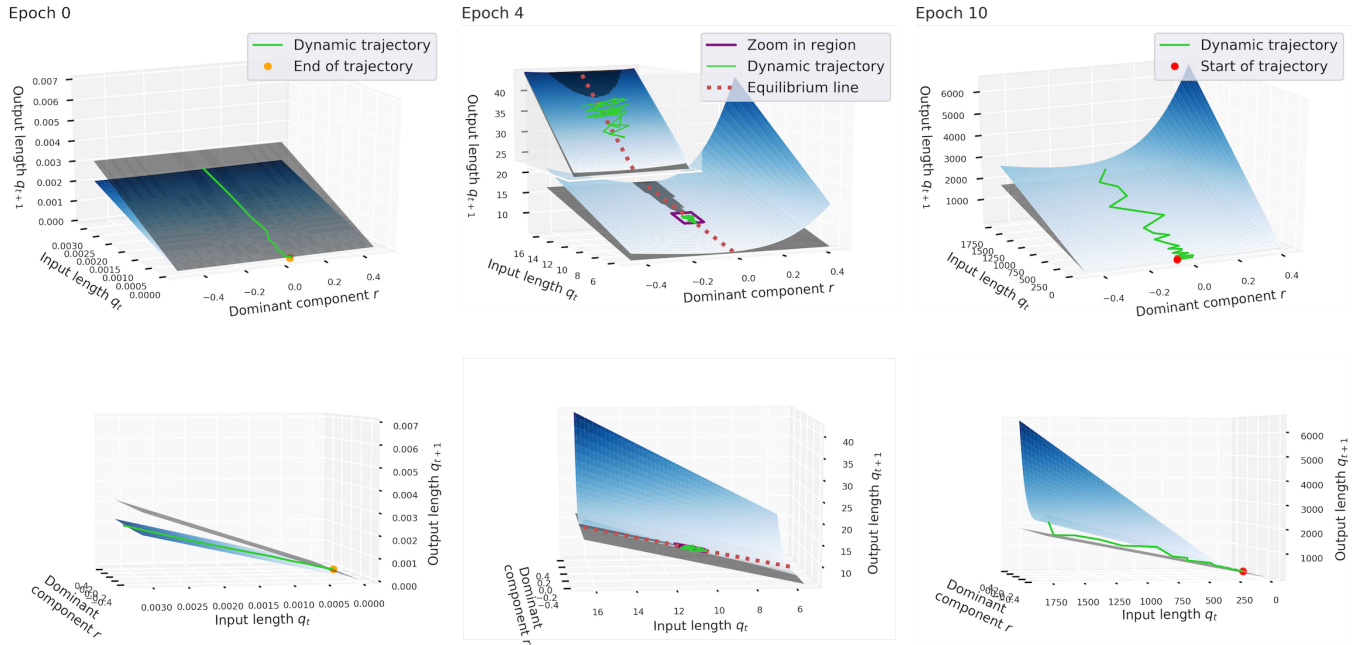 Epoch 0
Epoch 4
Epoch 10
Dynamic trajectory
End of trajectory
0.007
0.006
0.005
0.004
0.003
0.002
0.001
0.000
Output length q_{t+1}
0.0030
0.0025
0.0020
0.0015
0.0010
0.0005
0.0000
Input length q_t
−0.4
−0.2
0.0
0.2
0.4
Dominant component r
Zoom in region
Dynamic trajectory
Equilibrium line
40
35
30
25
20
15
10
Output length q_{t+1}
16 14 12 10 8 6
Input length q_t
−0.4
−0.2
0.0
0.2
0.4
Dominant component r
Dynamic trajectory
Start of trajectory
6000
5000
4000
3000
2000
1000
Output length q_{t+1}
1750
1500
1250
1000
750
500
250
0
Input length q_t
−0.4
−0.2
0.0
0.2
0.4
Dominant component r
0.007
0.006
0.005
0.004
0.003
0.002
0.001
0.000
Output length q_{t+1}
Dominant
component r
0.0030 0.0025 0.0020 0.0015 0.0010 0.0005 0.0000
Input length q_t
40
35
30
25
20
15
10
Output length q_{t+1}
0.4
0.2
0.0
−0.2
−0.4
Dominant
component r
16 14 12 10 8 6
Input length q_t
6000
5000
4000
3000
2000
1000
Output length q_{t+1}
Dominant
component r
1750 1500 1250 1000 750 500 250 0
Input length q_t